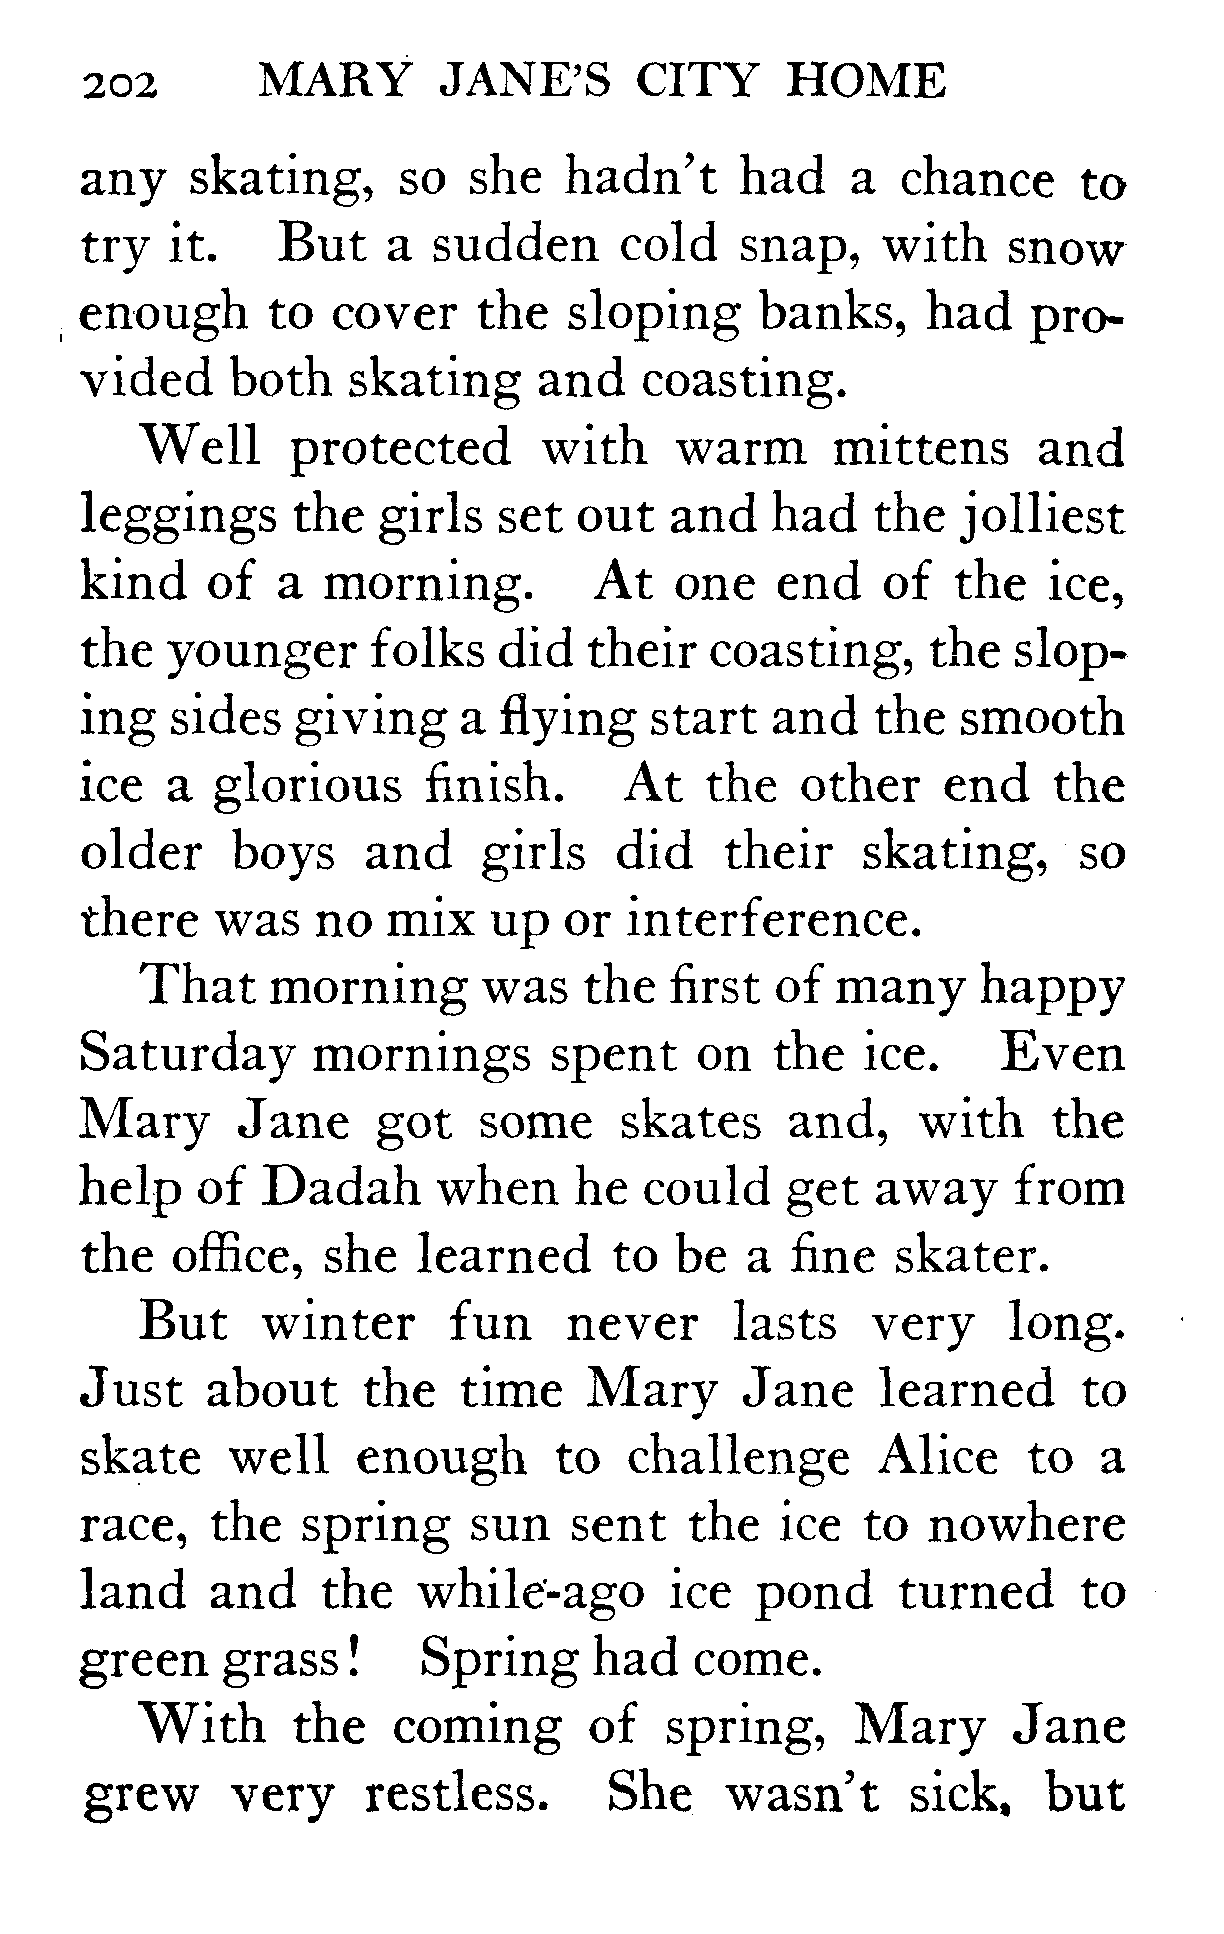 202 MARY JANE'S CITY HOME
any skating, so she hadn't had a chance to
try it. But a sudden cold snap, with snow
enough to cover the sloping banks, had pro-
vided both skating and coasting.
Well protected with warm mittens and
leggings the girls set out and had the jolliest
kind of a morning. At one end of the ice,
the younger folks did their coasting, the slop-
ing sides giving a flying start and the smooth
ice a glorious finish. At the other end the
older boys and girls did their skating, so
there was no mix up or interference.
That morning was the first of many happy
Saturday mornings spent on the ice. Even
Mary Jane got some skates and, with the
help of Dadah when he could get away from
the office, she learned to be a fine skater.
But winter fun never lasts very long.
Just about the time Mary Jane learned to
skate well enough to challenge Alice to a
race, the spring sun sent the ice to nowhere
land and the while-ago ice pond turned to
green grass! Spring had come.
With the coming of spring, Mary Jane
grew very restless. She wasn't sick, but